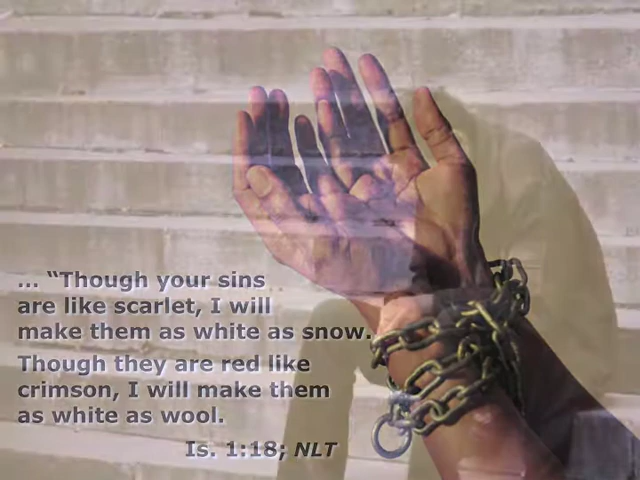 ... “Though your sins
are like scarlet, I will
make them as white as snow.
Though they are red like
crimson, I will make them
as white as wool.
Is. 1:18; NLT